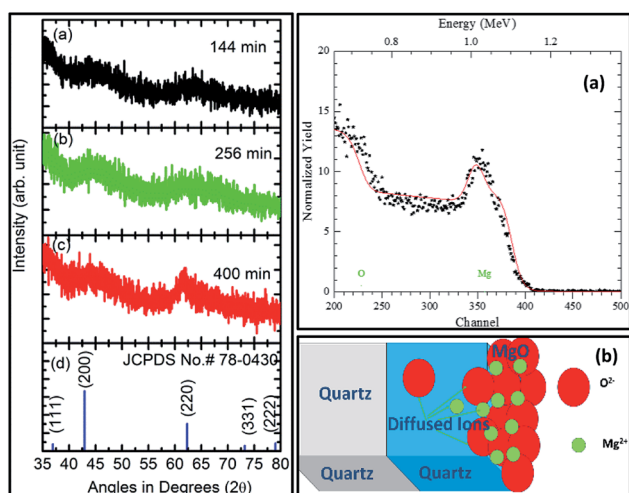 (a)
144 min
(b)
256 min
(c)
400 min
(d)
JCPDS No.# 78-0430
(111)
(200)
(220)
(331)
(222)
35 40 45 50 55 60 65 70 75 80
Angles in Degrees (2θ)
Intensity (arb. unit)
Energy (MeV)
0.8 1.0 1.2
20
15
10
5
0
Normalized Yield
(a)
O
Mg
200 250 300 350 400 450 500
Channel
MgO
(b)
Quartz
Diffused Ions
O²⁻
Mg²⁺
Quartz
Quartz